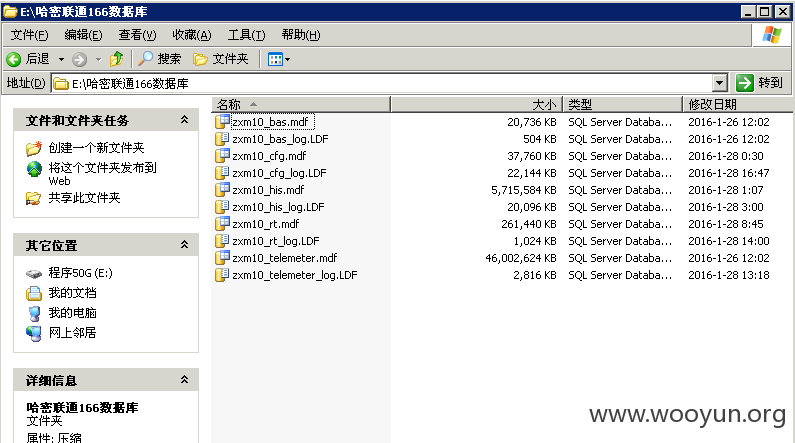 E:\哈密联通166数据库
文件(F) 编辑(E) 查看(V) 收藏(A) 工具(T) 帮助(H)
后退 搜索 文件夹
地址(D) E:\哈密联通166数据库 转到
文件和文件夹任务
创建一个新文件夹
将这个文件夹发布到
Web
共享此文件夹
其它位置
程序50G (E:)
我的文档
我的电脑
网上邻居
详细信息
哈密联通166数据库
文件夹
属性: 压缩
名称 大小 类型 修改日期
zxm10_bas.mdf 20,736 KB SQL Server Databa... 2016-1-26 12:02
zxm10_bas_log.LDF 504 KB SQL Server Databa... 2016-1-26 12:02
zxm10_cfg.mdf 37,760 KB SQL Server Databa... 2016-1-28 0:30
zxm10_cfg_log.LDF 22,144 KB SQL Server Databa... 2016-1-28 16:47
zxm10_his.mdf 5,715,584 KB SQL Server Databa... 2016-1-28 1:07
zxm10_his_log.LDF 20,096 KB SQL Server Databa... 2016-1-28 3:00
zxm10_rt.mdf 261,440 KB SQL Server Databa... 2016-1-28 8:45
zxm10_rt_log.LDF 1,024 KB SQL Server Databa... 2016-1-28 14:00
zxm10_telemeter.mdf 46,002,624 KB SQL Server Databa... 2016-1-26 12:02
zxm10_telemeter_log.LDF 2,816 KB SQL Server Databa... 2016-1-28 13:18
www.wooyun.org